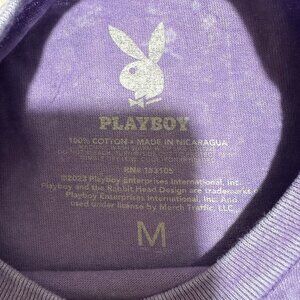 PLAYBOY
100% COTTON • MADE IN NICARAGUA
RN# 183105
©2023 Playboy Enterprises International, Inc.
Playboy and the Rabbit Head Design are trademarks of
Playboy Enterprises International, Inc. And
used under license by Merch Traffic, LLC.
M